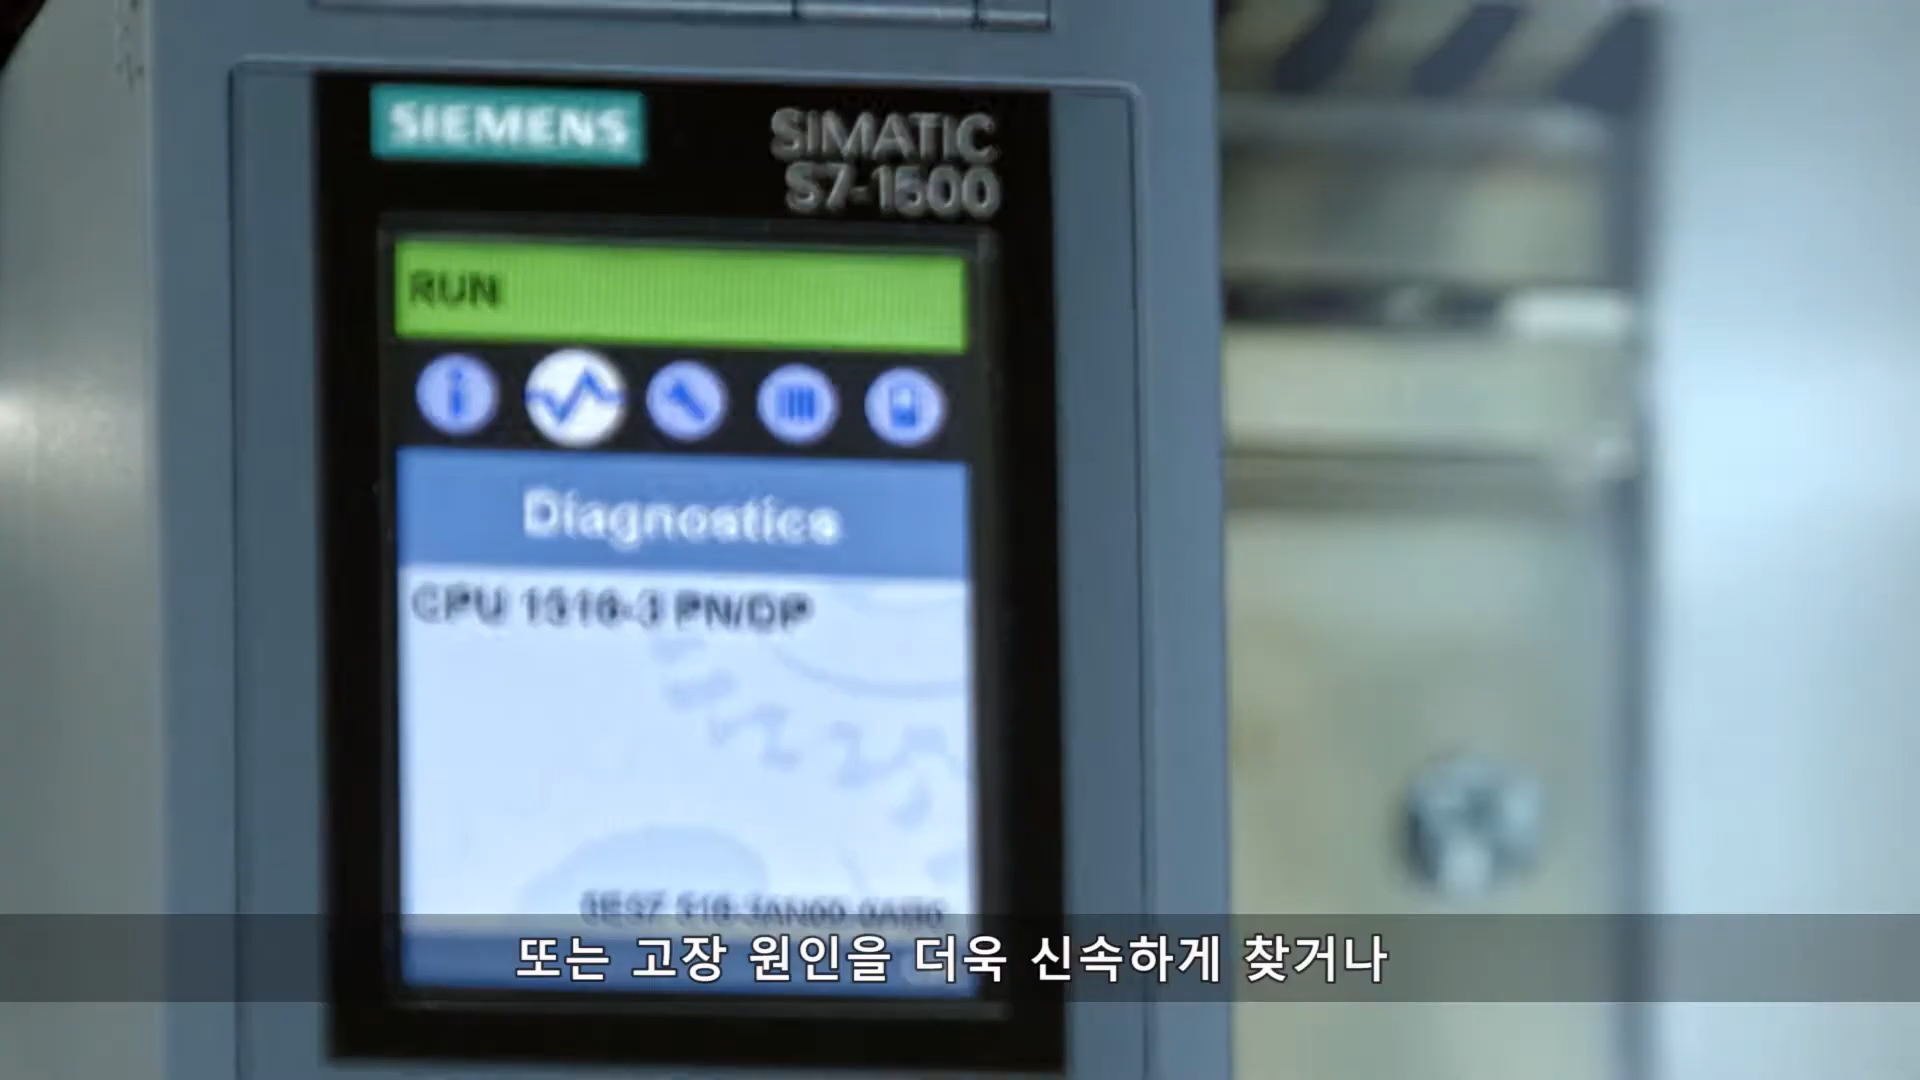 SIEMENS
SIMATIC
S7-1500
RUN
Diagnostics
CPU 1516-3 PN/DP
또는 고장 원인을 더욱 신속하게 찾거나